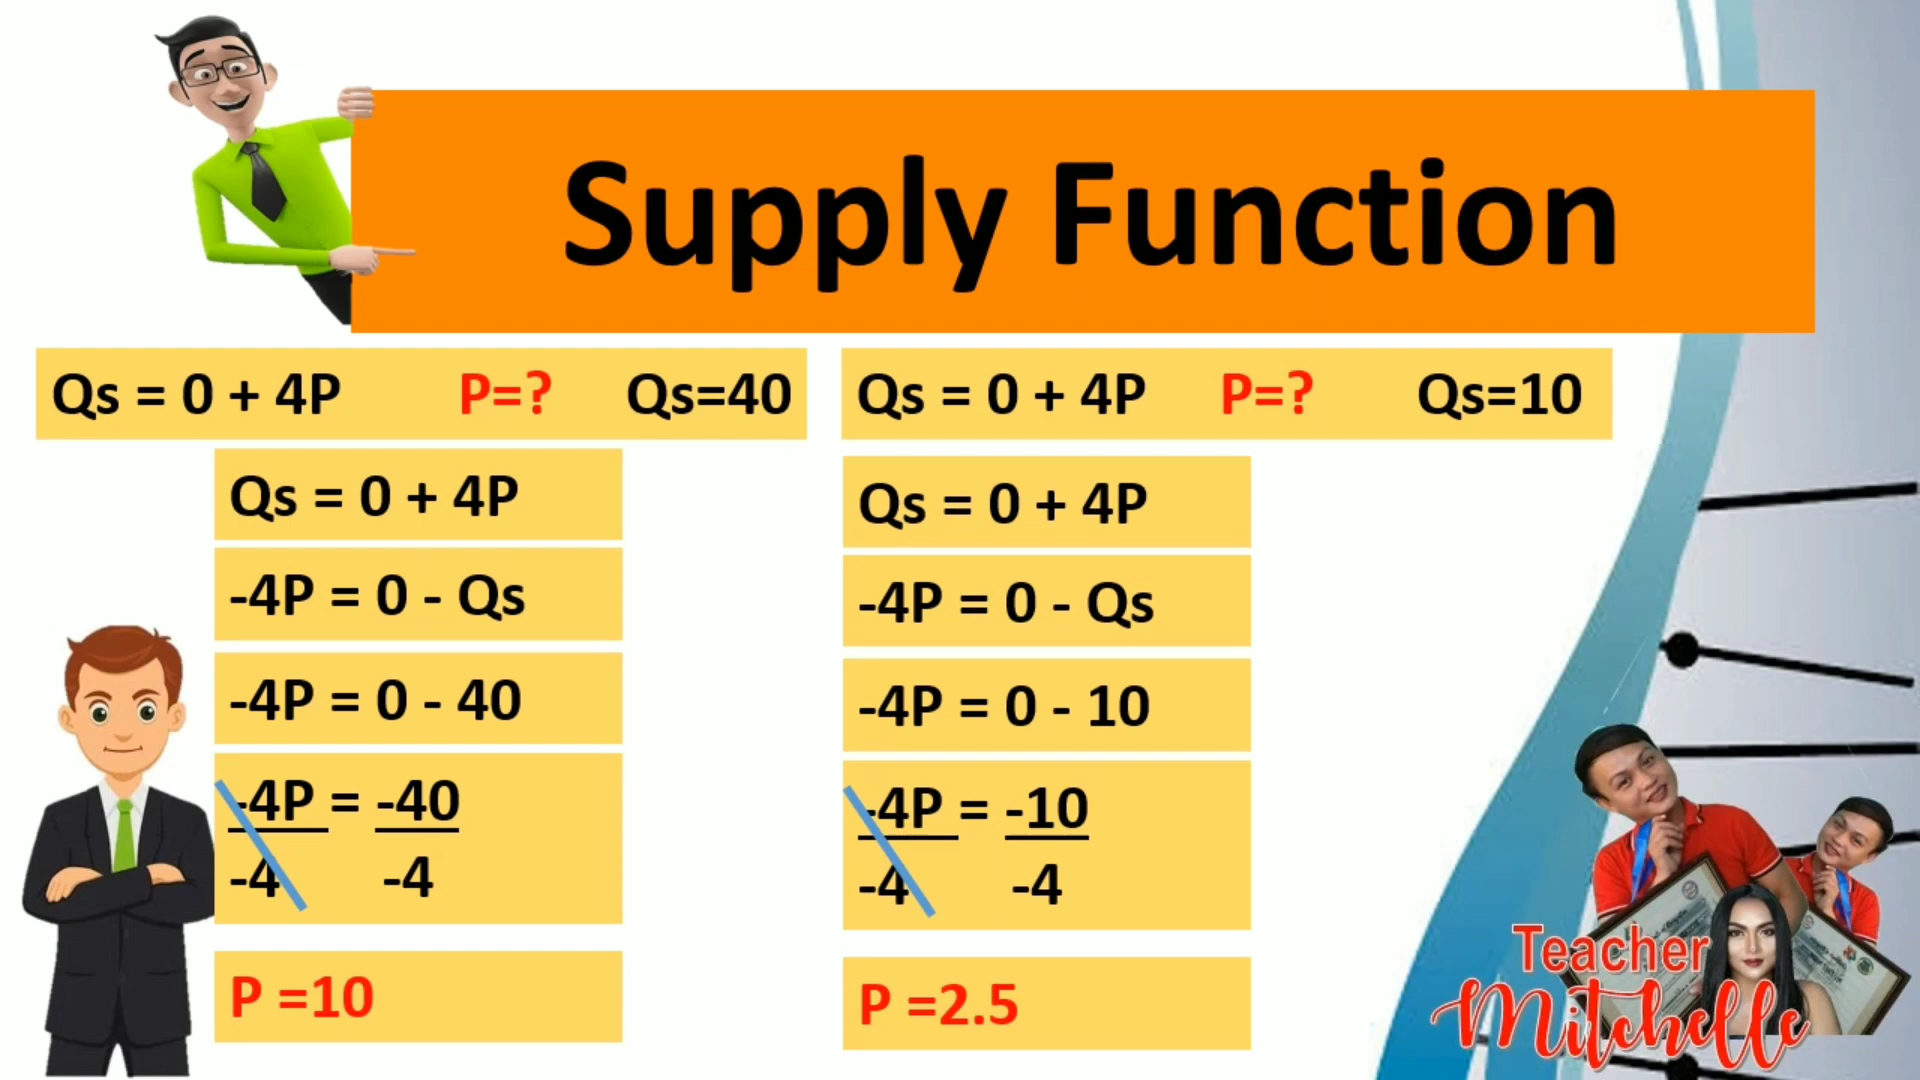 Supply Function
Qs = 0 + 4P P=? Qs=40
Qs = 0 + 4P
-4P = 0 - Qs
-4P = 0 - 40
-4P = -40
-4 -4
P =10
Qs = 0 + 4P P=? Qs=10
Qs = 0 + 4P
-4P = 0 - Qs
-4P = 0 - 10
-4P = -10
-4 -4
P =2.5
Teacher
Mitchelle